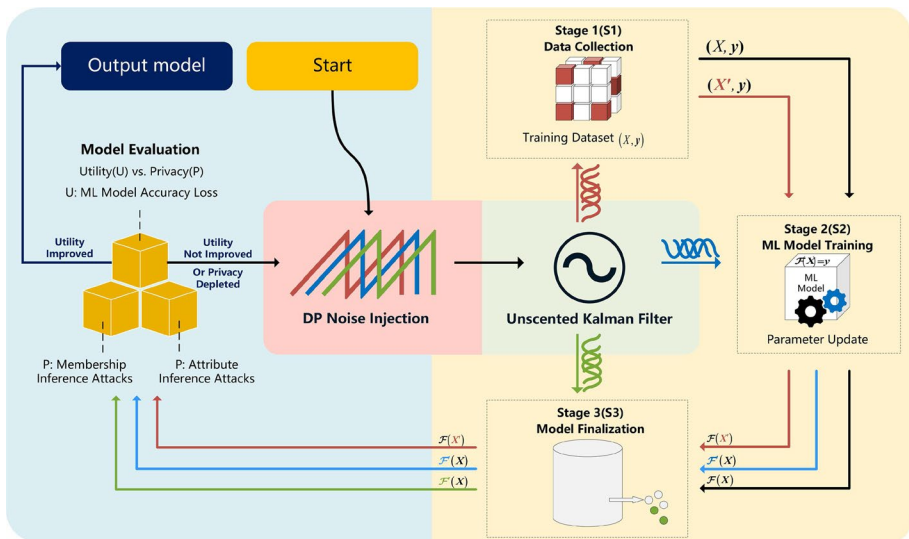 Output model
Start
Stage 1(S1)
Data Collection
Training Dataset (X,y)
(X, y)
(X', y)
Model Evaluation
Utility(U) vs. Privacy(P)
U: ML Model Accuracy Loss
Utility
Improved
Utility
Not Improved
Or Privacy
Depleted
P: Membership
Inference Attacks
P: Attribute
Inference Attacks
DP Noise Injection
Unscented Kalman Filter
Stage 2(S2)
ML Model Training
F(X)=y
ML
Model
Parameter Update
Stage 3(S3)
Model Finalization
F(X')
F'(X)
F(X)
F(X')
F'(X)
F'(X)